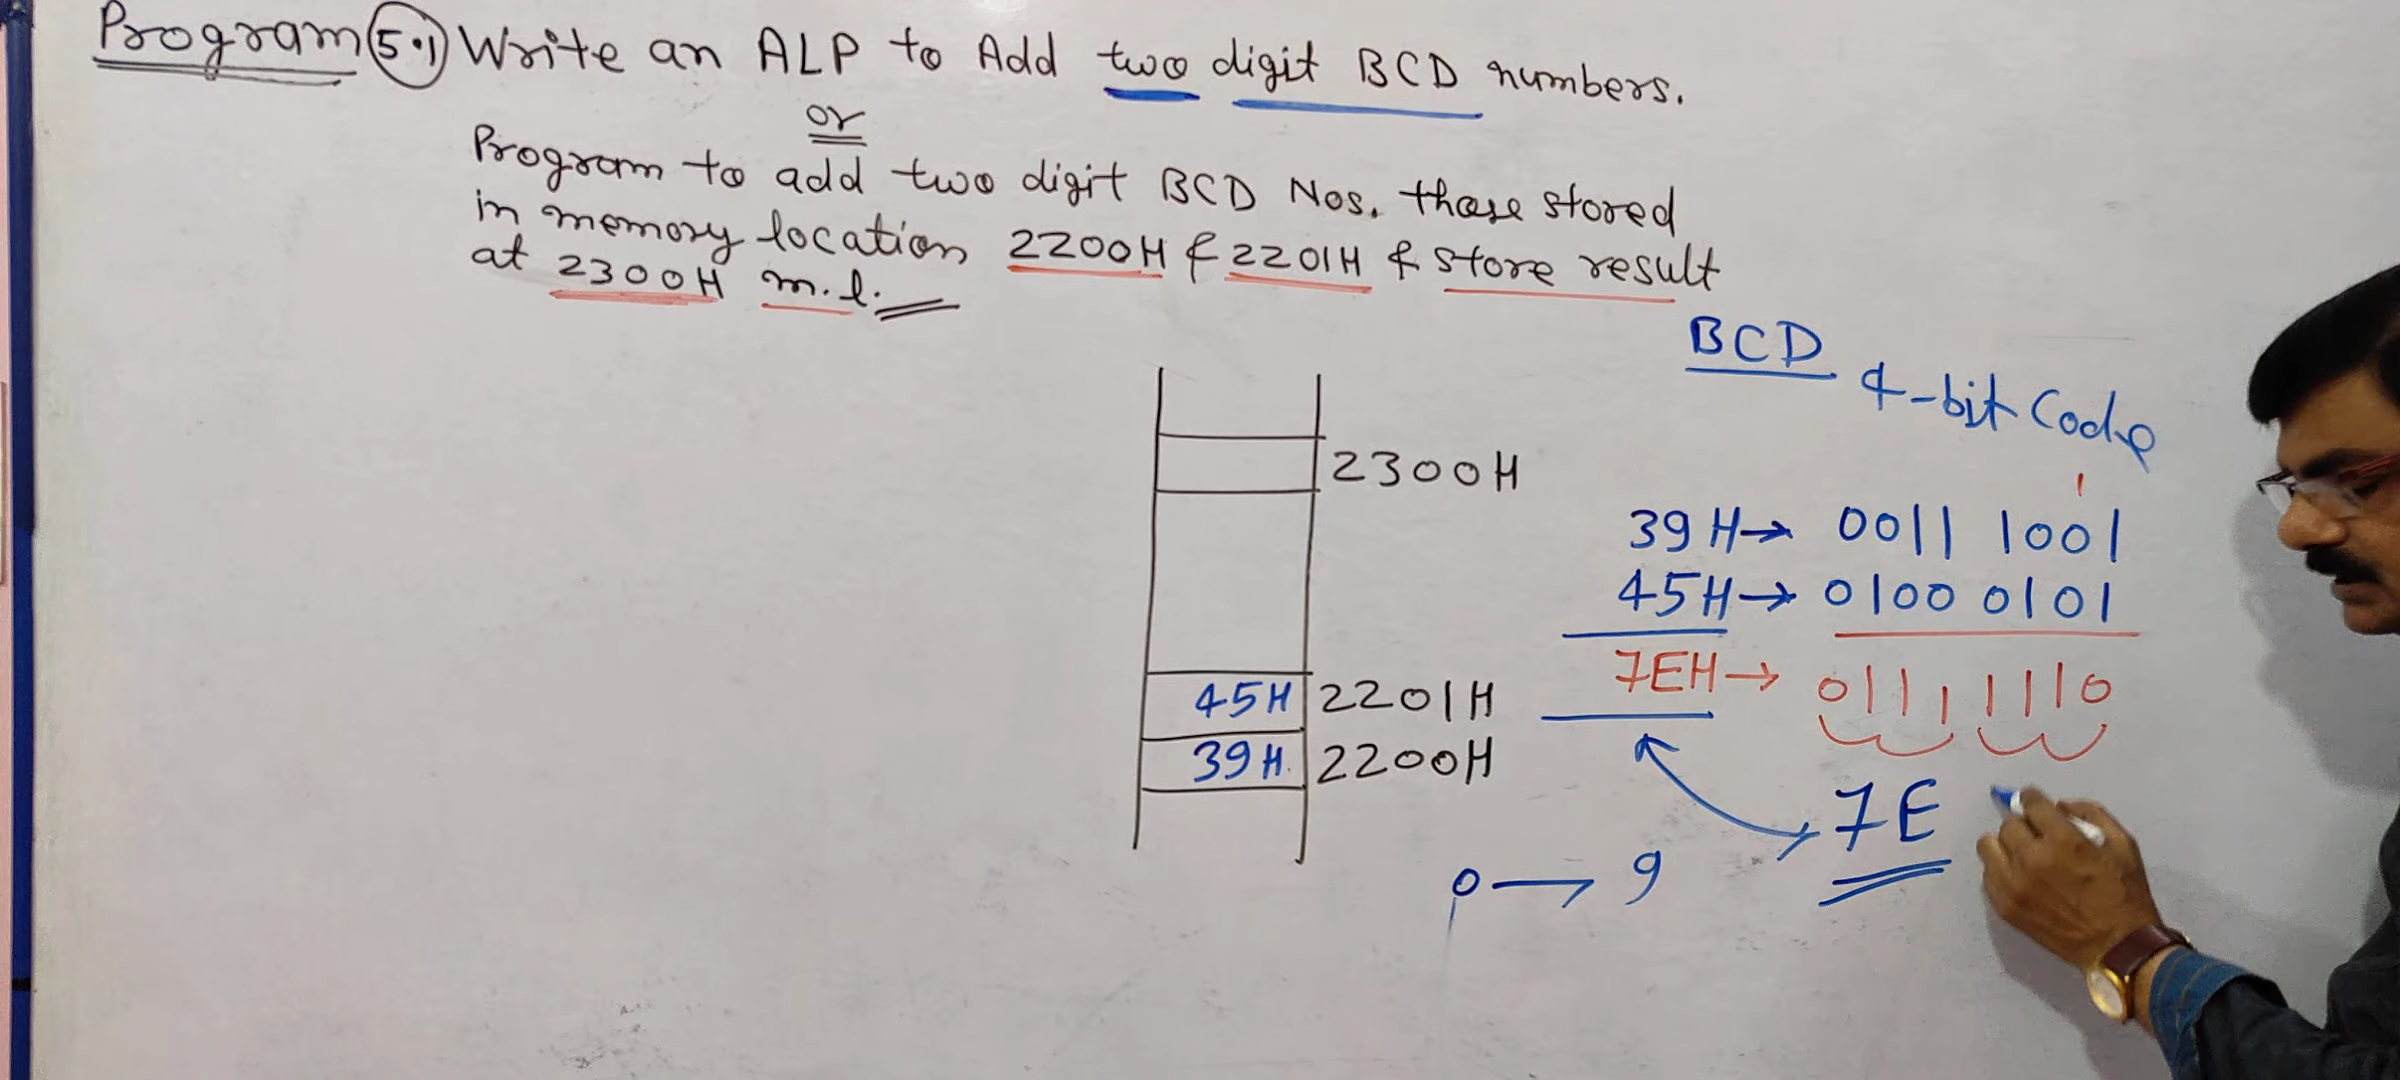 Program 5.1 Write an ALP to Add two digit BCD numbers.
or
Program to add two digit BCD Nos. those stored
in memory location 2200H & 2201H & store result
at 2300H m.l.
BCD
4-bit Code
2300H
1
39H → 0011 1001
45H → 0100 0101
7EH → 0111 1110
45H 2201H
39H 2200H
7E
0 → 9